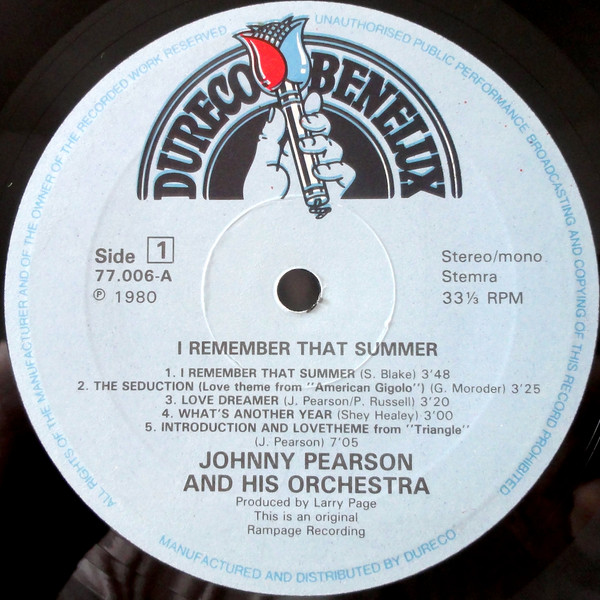 ALL RIGHTS OF THE MANUFACTURER AND OF THE OWNER OF THE RECORDED WORK RESERVED
UNAUTHORISED PUBLIC PERFORMANCE BROADCASTING AND COPYING OF THIS RECORD PROHIBITED
DURECO BENELUX
Side 1
77.006-A
℗ 1980
Stereo/mono
Stemra
33⅓ RPM
I REMEMBER THAT SUMMER
1. I REMEMBER THAT SUMMER (S. Blake) 3'48
2. THE SEDUCTION (Love theme from "American Gigolo") (G. Moroder) 3'25
3. LOVE DREAMER (J. Pearson/P. Russell) 3'20
4. WHAT'S ANOTHER YEAR (Shey Healey) 3'00
5. INTRODUCTION AND LOVETHEME from "Triangle"
(J. Pearson) 7'05
JOHNNY PEARSON
AND HIS ORCHESTRA
Produced by Larry Page
This is an original
Rampage Recording
MANUFACTURED AND DISTRIBUTED BY DURECO